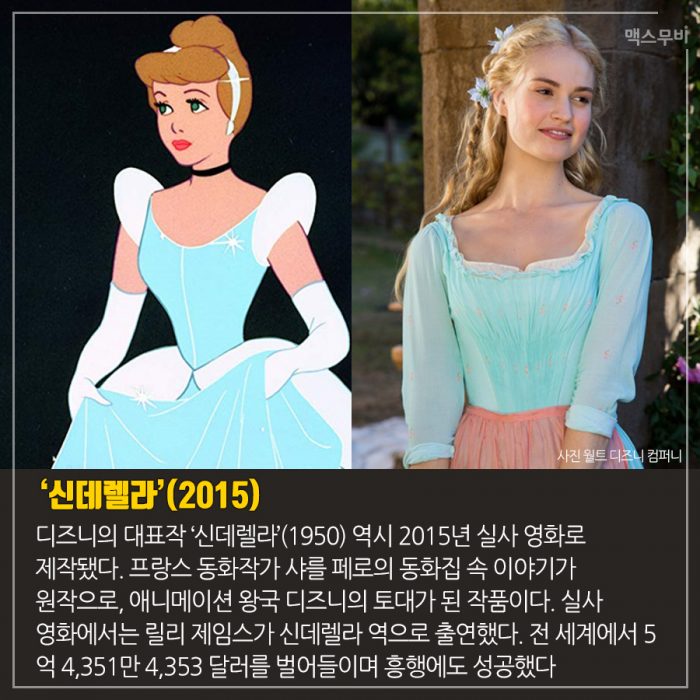 맥스무비
사진 월트 디즈니 컴퍼니
‘신데렐라’(2015)
디즈니의 대표작 ‘신데렐라’(1950) 역시 2015년 실사 영화로
제작됐다. 프랑스 동화작가 샤를 페로의 동화집 속 이야기가
원작으로, 애니메이션 왕국 디즈니의 토대가 된 작품이다. 실사
영화에서는 릴리 제임스가 신데렐라 역으로 출연했다. 전 세계에서 5
억 4,351만 4,353 달러를 벌어들이며 흥행에도 성공했다